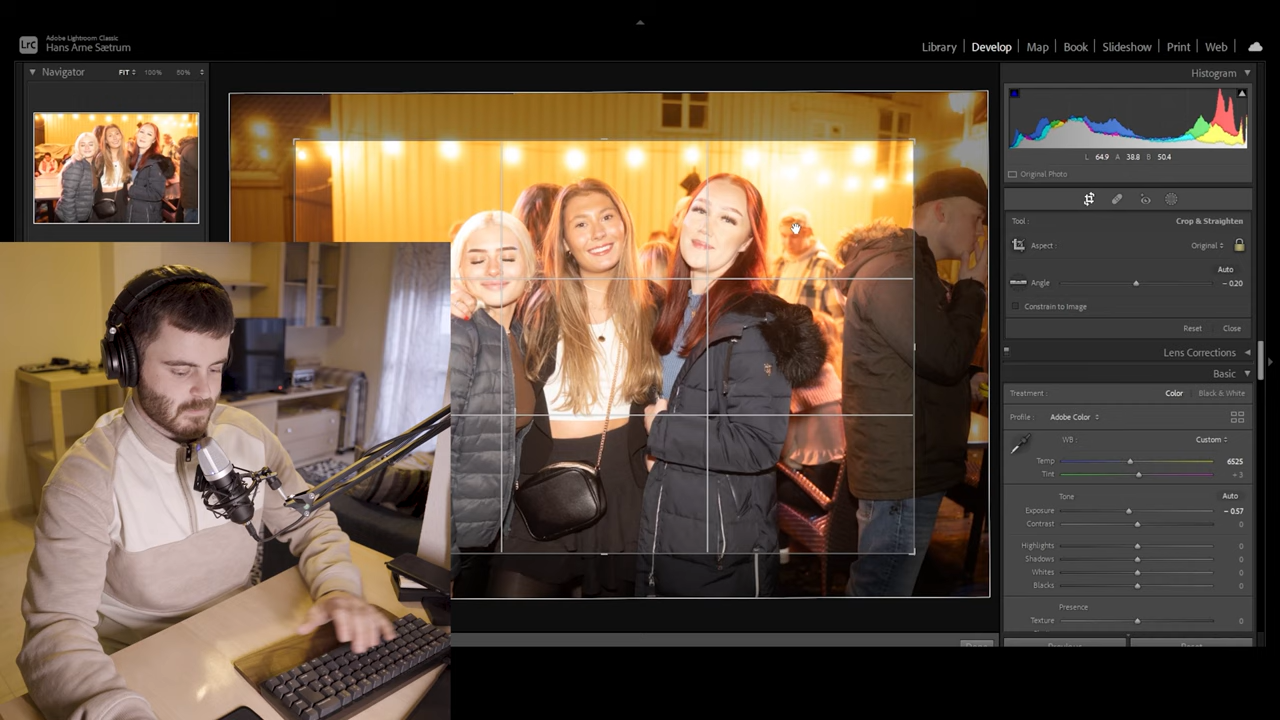 LrC
Adobe Lightroom Classic
Hans Arne Sætrum
Library | Develop | Map | Book | Slideshow | Print | Web
Navigator FIT 100% 50%
Histogram
L 64.9 A 38.8 B 50.4
Original Photo
Tool : Crop & Straighten
Aspect : Original
Auto
Angle − 0.20
Constrain to Image
Reset Close
Lens Corrections
Basic
Treatment : Color Black & White
Profile : Adobe Color
WB : Custom
Temp 6525
Tint + 3
Tone Auto
Exposure − 0.57
Contrast 0
Highlights 0
Shadows 0
Whites 0
Blacks 0
Presence
Texture 0